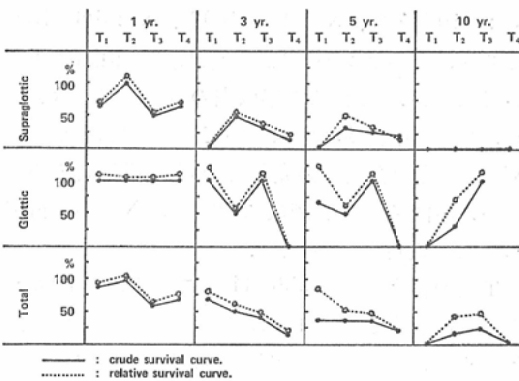 1 yr. 3 yr. 5 yr. 10 yr.
T1 T2 T3 T4 T1 T2 T3 T4 T1 T2 T3 T4 T1 T2 T3 T4
Supraglottic
%
100
50
Glottic
%
100
50
Total
%
100
50
: crude survival curve.
: relative survival curve.